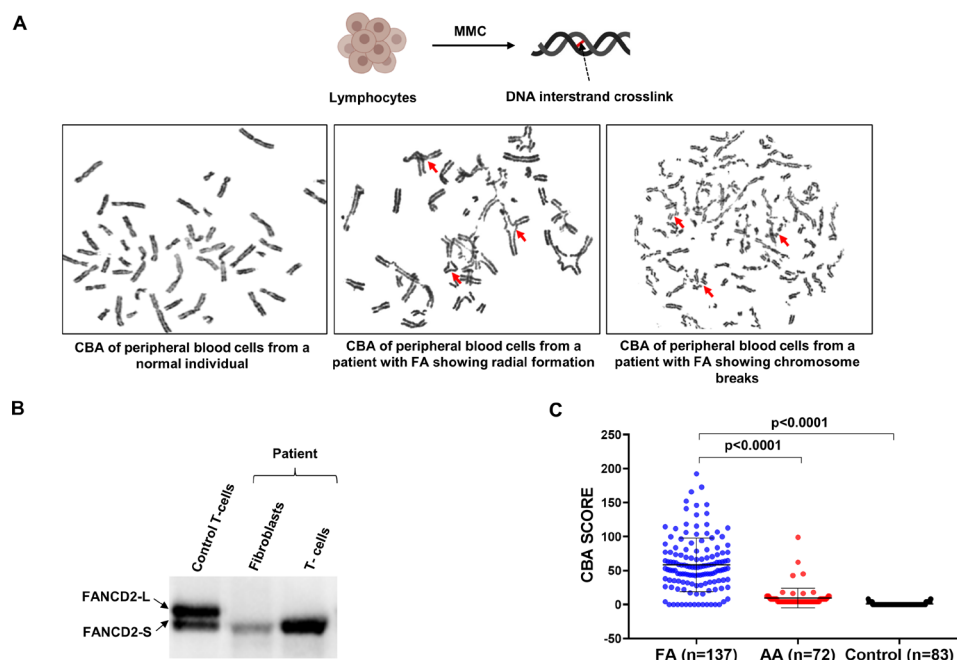 A
MMC
Lymphocytes
DNA interstrand crosslink
CBA of peripheral blood cells from a
normal individual
CBA of peripheral blood cells from a
patient with FA showing radial formation
CBA of peripheral blood cells from a
patient with FA showing chromosome
breaks
B
Patient
Control T-cells
Fibroblasts
T- cells
FANCD2-L
FANCD2-S
C
p<0.0001
p<0.0001
CBA SCORE
250
200
150
100
50
0
-50
FA (n=137)
AA (n=72)
Control (n=83)